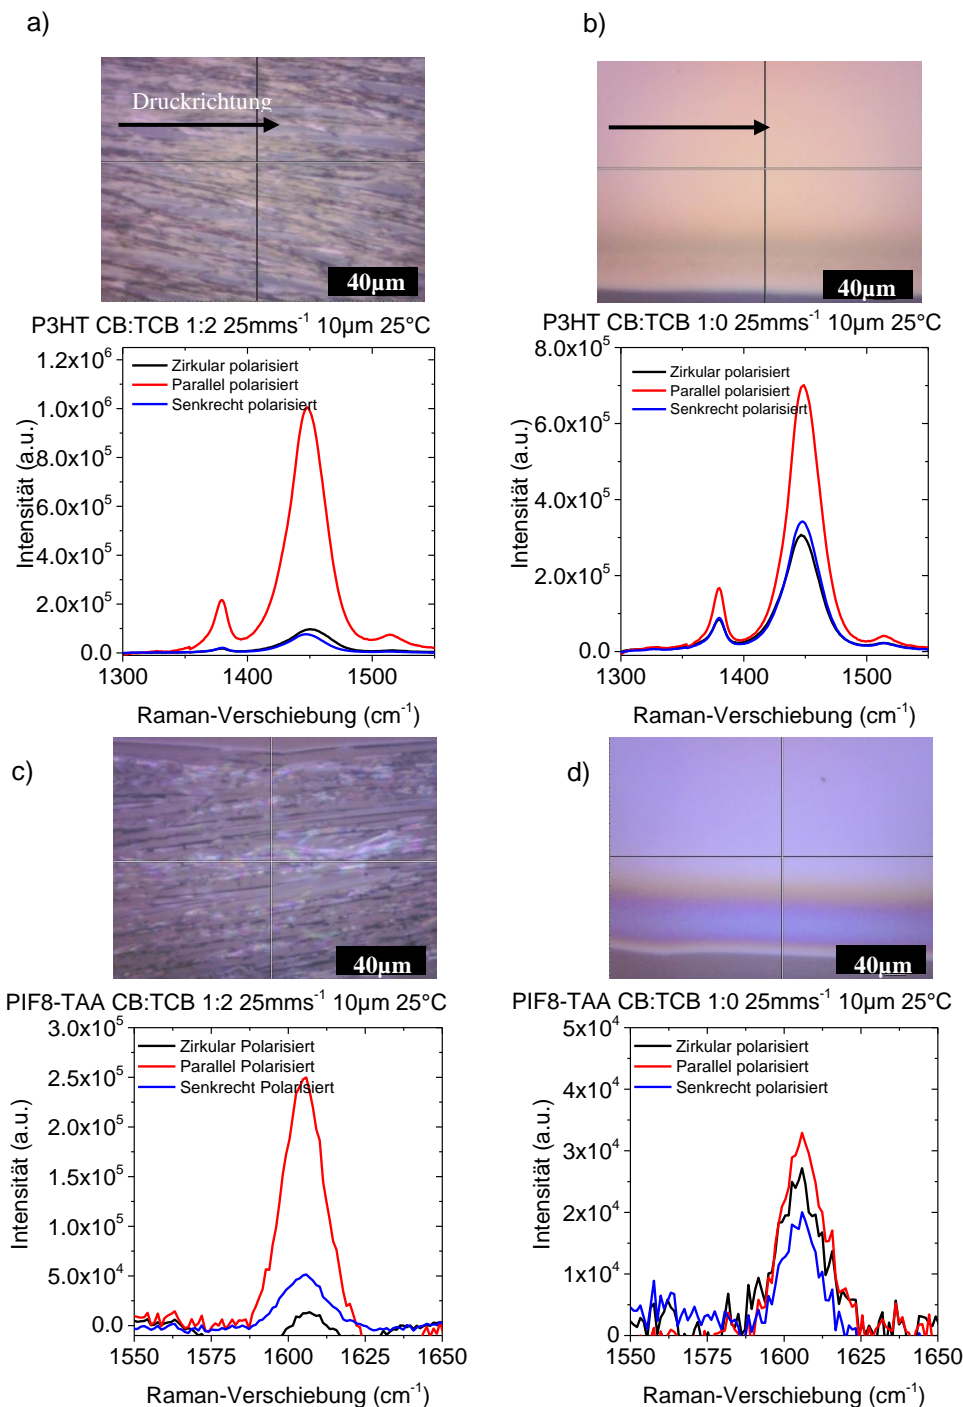 a)
b)
Druckrichtung
40µm
40µm
P3HT CB:TCB 1:2 25mms⁻¹ 10µm 25°C
P3HT CB:TCB 1:0 25mms⁻¹ 10µm 25°C
1.2x10⁶
1.0x10⁶
8.0x10⁵
6.0x10⁵
4.0x10⁵
2.0x10⁵
0.0
Intensität (a.u.)
Zirkular polarisiert
Parallel polarisiert
Senkrecht polarisiert
1300
1400
1500
Raman-Verschiebung (cm⁻¹)
8.0x10⁵
6.0x10⁵
4.0x10⁵
2.0x10⁵
0.0
Intensität (a.u.)
Zirkular polarisiert
Parallel polarisiert
Senkrecht polarisiert
1300
1400
1500
Raman-Verschiebung (cm⁻¹)
c)
d)
40µm
40µm
PIF8-TAA CB:TCB 1:2 25mms⁻¹ 10µm 25°C
PIF8-TAA CB:TCB 1:0 25mms⁻¹ 10µm 25°C
3.0x10⁵
2.5x10⁵
2.0x10⁵
1.5x10⁵
1.0x10⁵
5.0x10⁴
0.0
Intensität (a.u.)
Zirkular Polarisiert
Parallel Polarisiert
Senkrecht Polarisiert
1550
1575
1600
1625
1650
Raman-Verschiebung (cm⁻¹)
5x10⁴
4x10⁴
3x10⁴
2x10⁴
1x10⁴
0
Intensität (a.u.)
Zirkular polarisiert
Parallel polarisiert
Senkrecht polarisiert
1550
1575
1600
1625
1650
Raman-Verschiebung (cm⁻¹)